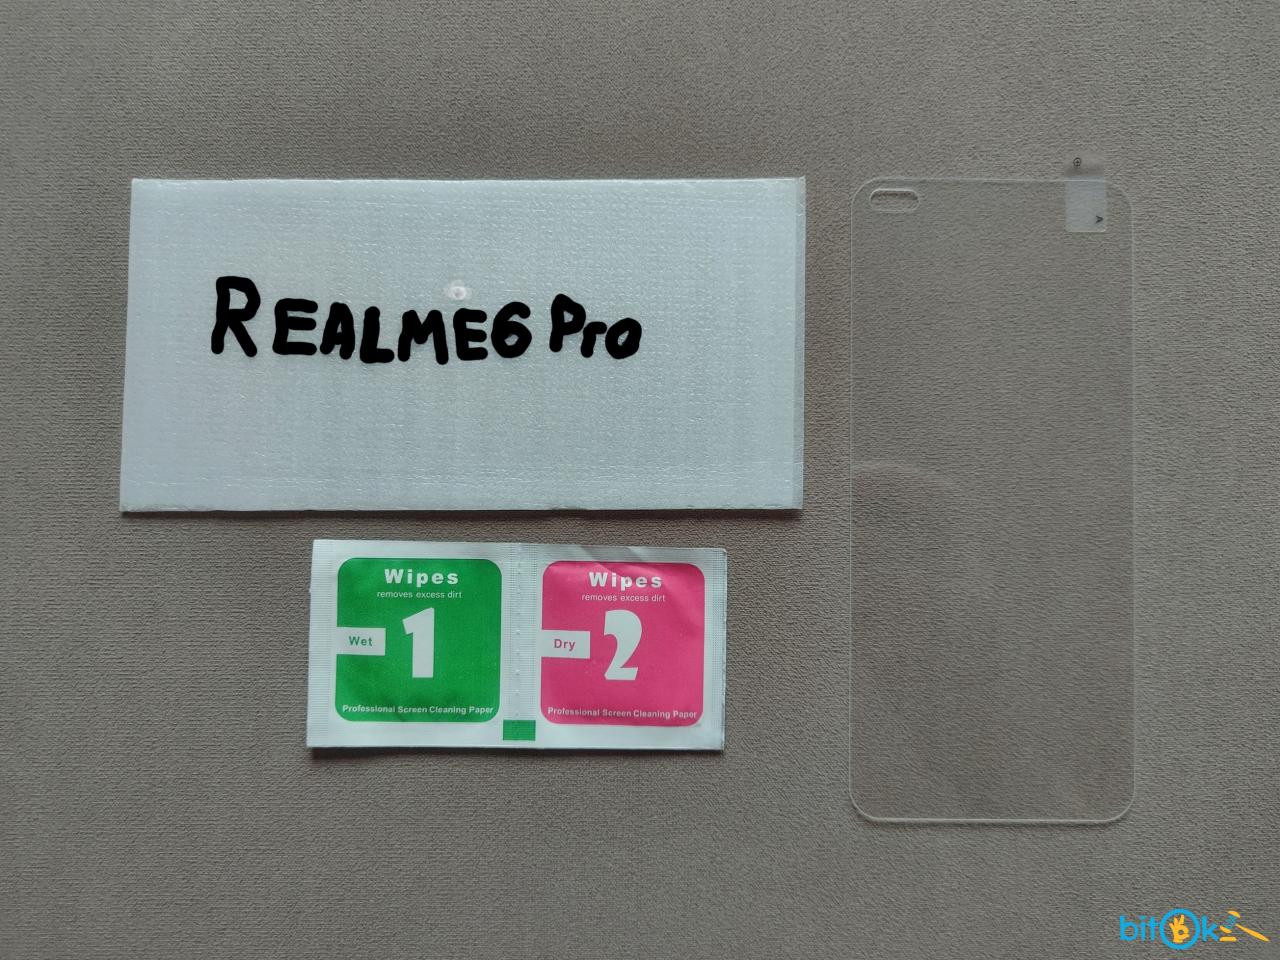 REALME6 Pro
A
Wipes
removes excess dirt
Wet
1
Professional Screen Cleaning Paper
Wipes
removes excess dirt
Dry
2
Professional Screen Cleaning Paper
bitok